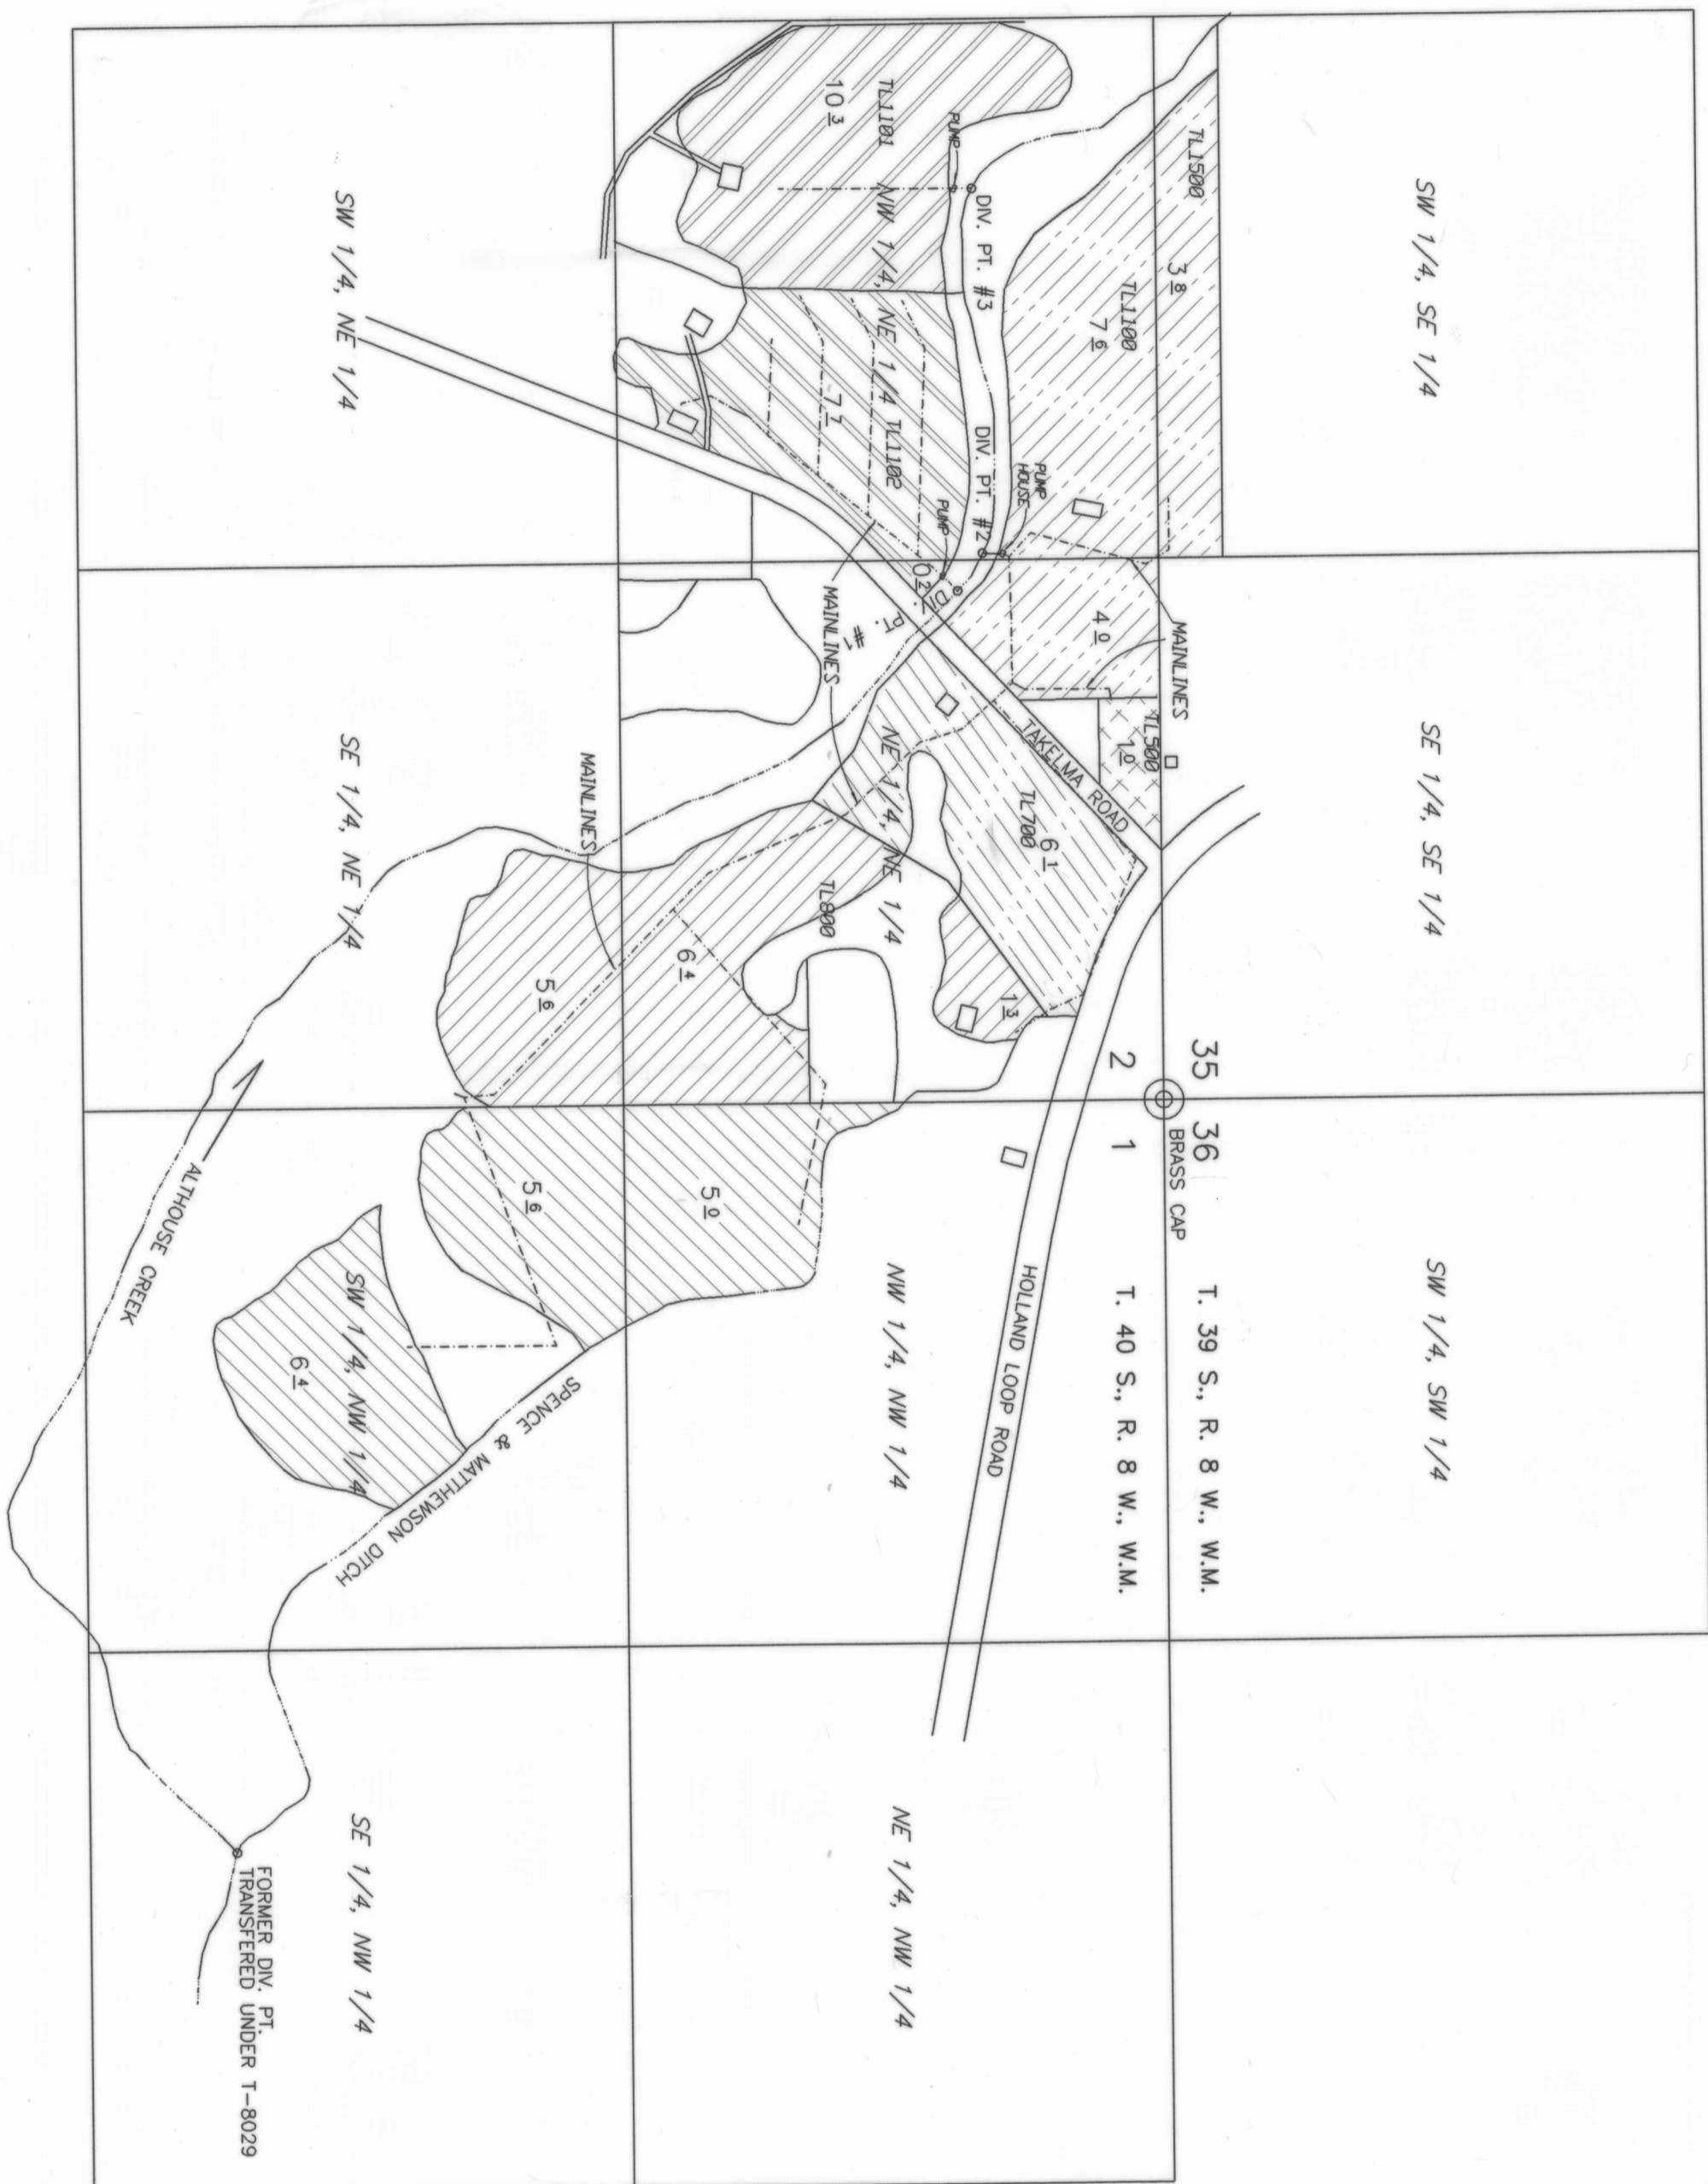 SW 1/4, SE 1/4
SE 1/4, SE 1/4
SW 1/4, SW 1/4
35
36
T. 39 S., R. 8 W., W.M.
BRASS CAP
2
1
T. 40 S., R. 8 W., W.M.
TL1500
3 8
TL1100
7 6
MAINLINES
4 0
TL500
1 0
TAKELMA ROAD
HOLLAND LOOP ROAD
PUMP HOUSE
DIV. PT. #3
DIV. PT. #2
PUMP
PUMP
DIV. PT. #1
0 2
TL1101
10 3
NW 1/4, NE 1/4
TL1102
7 7
MAINLINES
TL700
6 1
NE 1/4, NE 1/4
1 3
TL800
6 4
NW 1/4, NW 1/4
5 0
NE 1/4, NW 1/4
MAINLINES
5 6
5 6
SPENCE & MATTHEWSON DITCH
SW 1/4, NE 1/4
SE 1/4, NE 1/4
SW 1/4, NW 1/4
6 4
SE 1/4, NW 1/4
ALTHOUSE CREEK
FORMER DIV. PT.
TRANSFERED UNDER T-8029